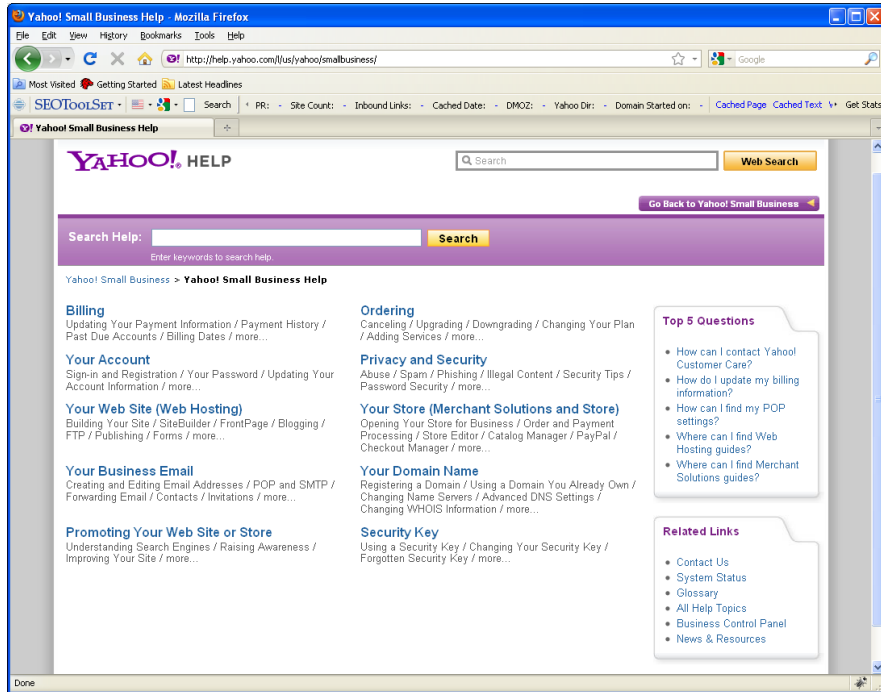 Yahoo! Small Business Help - Mozilla Firefox
File Edit View History Bookmarks Tools Help
http://help.yahoo.com/l/us/yahoo/smallbusiness/
Google
Most Visited Getting Started Latest Headlines
SEOToolSet Search PR: - Site Count: - Inbound Links: - Cached Date: - DMOZ: - Yahoo Dir: - Domain Started on: - Cached Page Cached Text Get Stats
Yahoo! Small Business Help
YAHOO! HELP
Search
Web Search
Go Back to Yahoo! Small Business
Search Help:
Search
Enter keywords to search help.
Yahoo! Small Business > Yahoo! Small Business Help
Billing
Updating Your Payment Information / Payment History /
Past Due Accounts / Billing Dates / more...
Your Account
Sign-in and Registration / Your Password / Updating Your
Account Information / more...
Your Web Site (Web Hosting)
Building Your Site / SiteBuilder / FrontPage / Blogging /
FTP / Publishing / Forms / more...
Your Business Email
Creating and Editing Email Addresses / POP and SMTP /
Forwarding Email / Contacts / Invitations / more...
Promoting Your Web Site or Store
Understanding Search Engines / Raising Awareness /
Improving Your Site / more...
Ordering
Canceling / Upgrading / Downgrading / Changing Your Plan
/ Adding Services / more...
Privacy and Security
Abuse / Spam / Phishing / Illegal Content / Security Tips /
Password Security / more...
Your Store (Merchant Solutions and Store)
Opening Your Store for Business / Order and Payment
Processing / Store Editor / Catalog Manager / PayPal /
Checkout Manager / more...
Your Domain Name
Registering a Domain / Using a Domain You Already Own /
Changing Name Servers / Advanced DNS Settings /
Changing WHOIS Information / more...
Security Key
Using a Security Key / Changing Your Security Key /
Forgotten Security Key / more...
Top 5 Questions
How can I contact Yahoo!
Customer Care?
How do I update my billing
information?
How can I find my POP
settings?
Where can I find Web
Hosting guides?
Where can I find Merchant
Solutions guides?
Related Links
Contact Us
System Status
Glossary
All Help Topics
Business Control Panel
News & Resources
Done